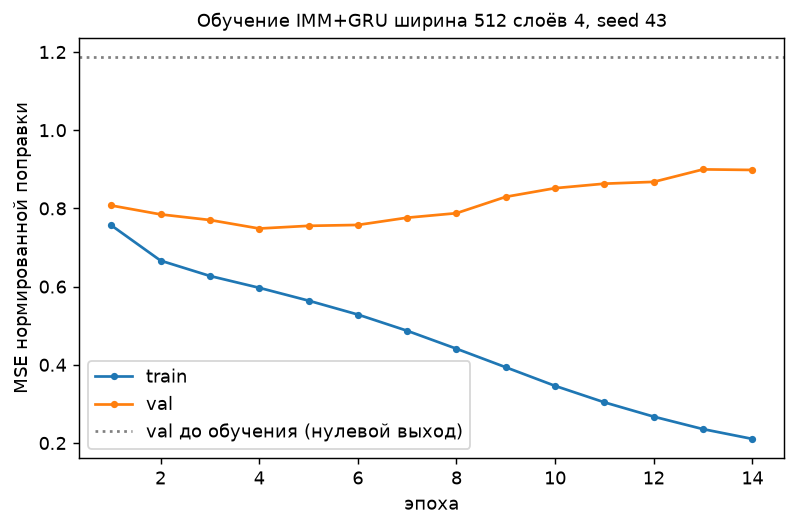 Обучение IMM+GRU ширина 512 слоёв 4, seed 43
MSE нормированной поправки
1.2
1.0
0.8
0.6
0.4
0.2
train
val
val до обучения (нулевой выход)
2 4 6 8 10 12 14
эпоха